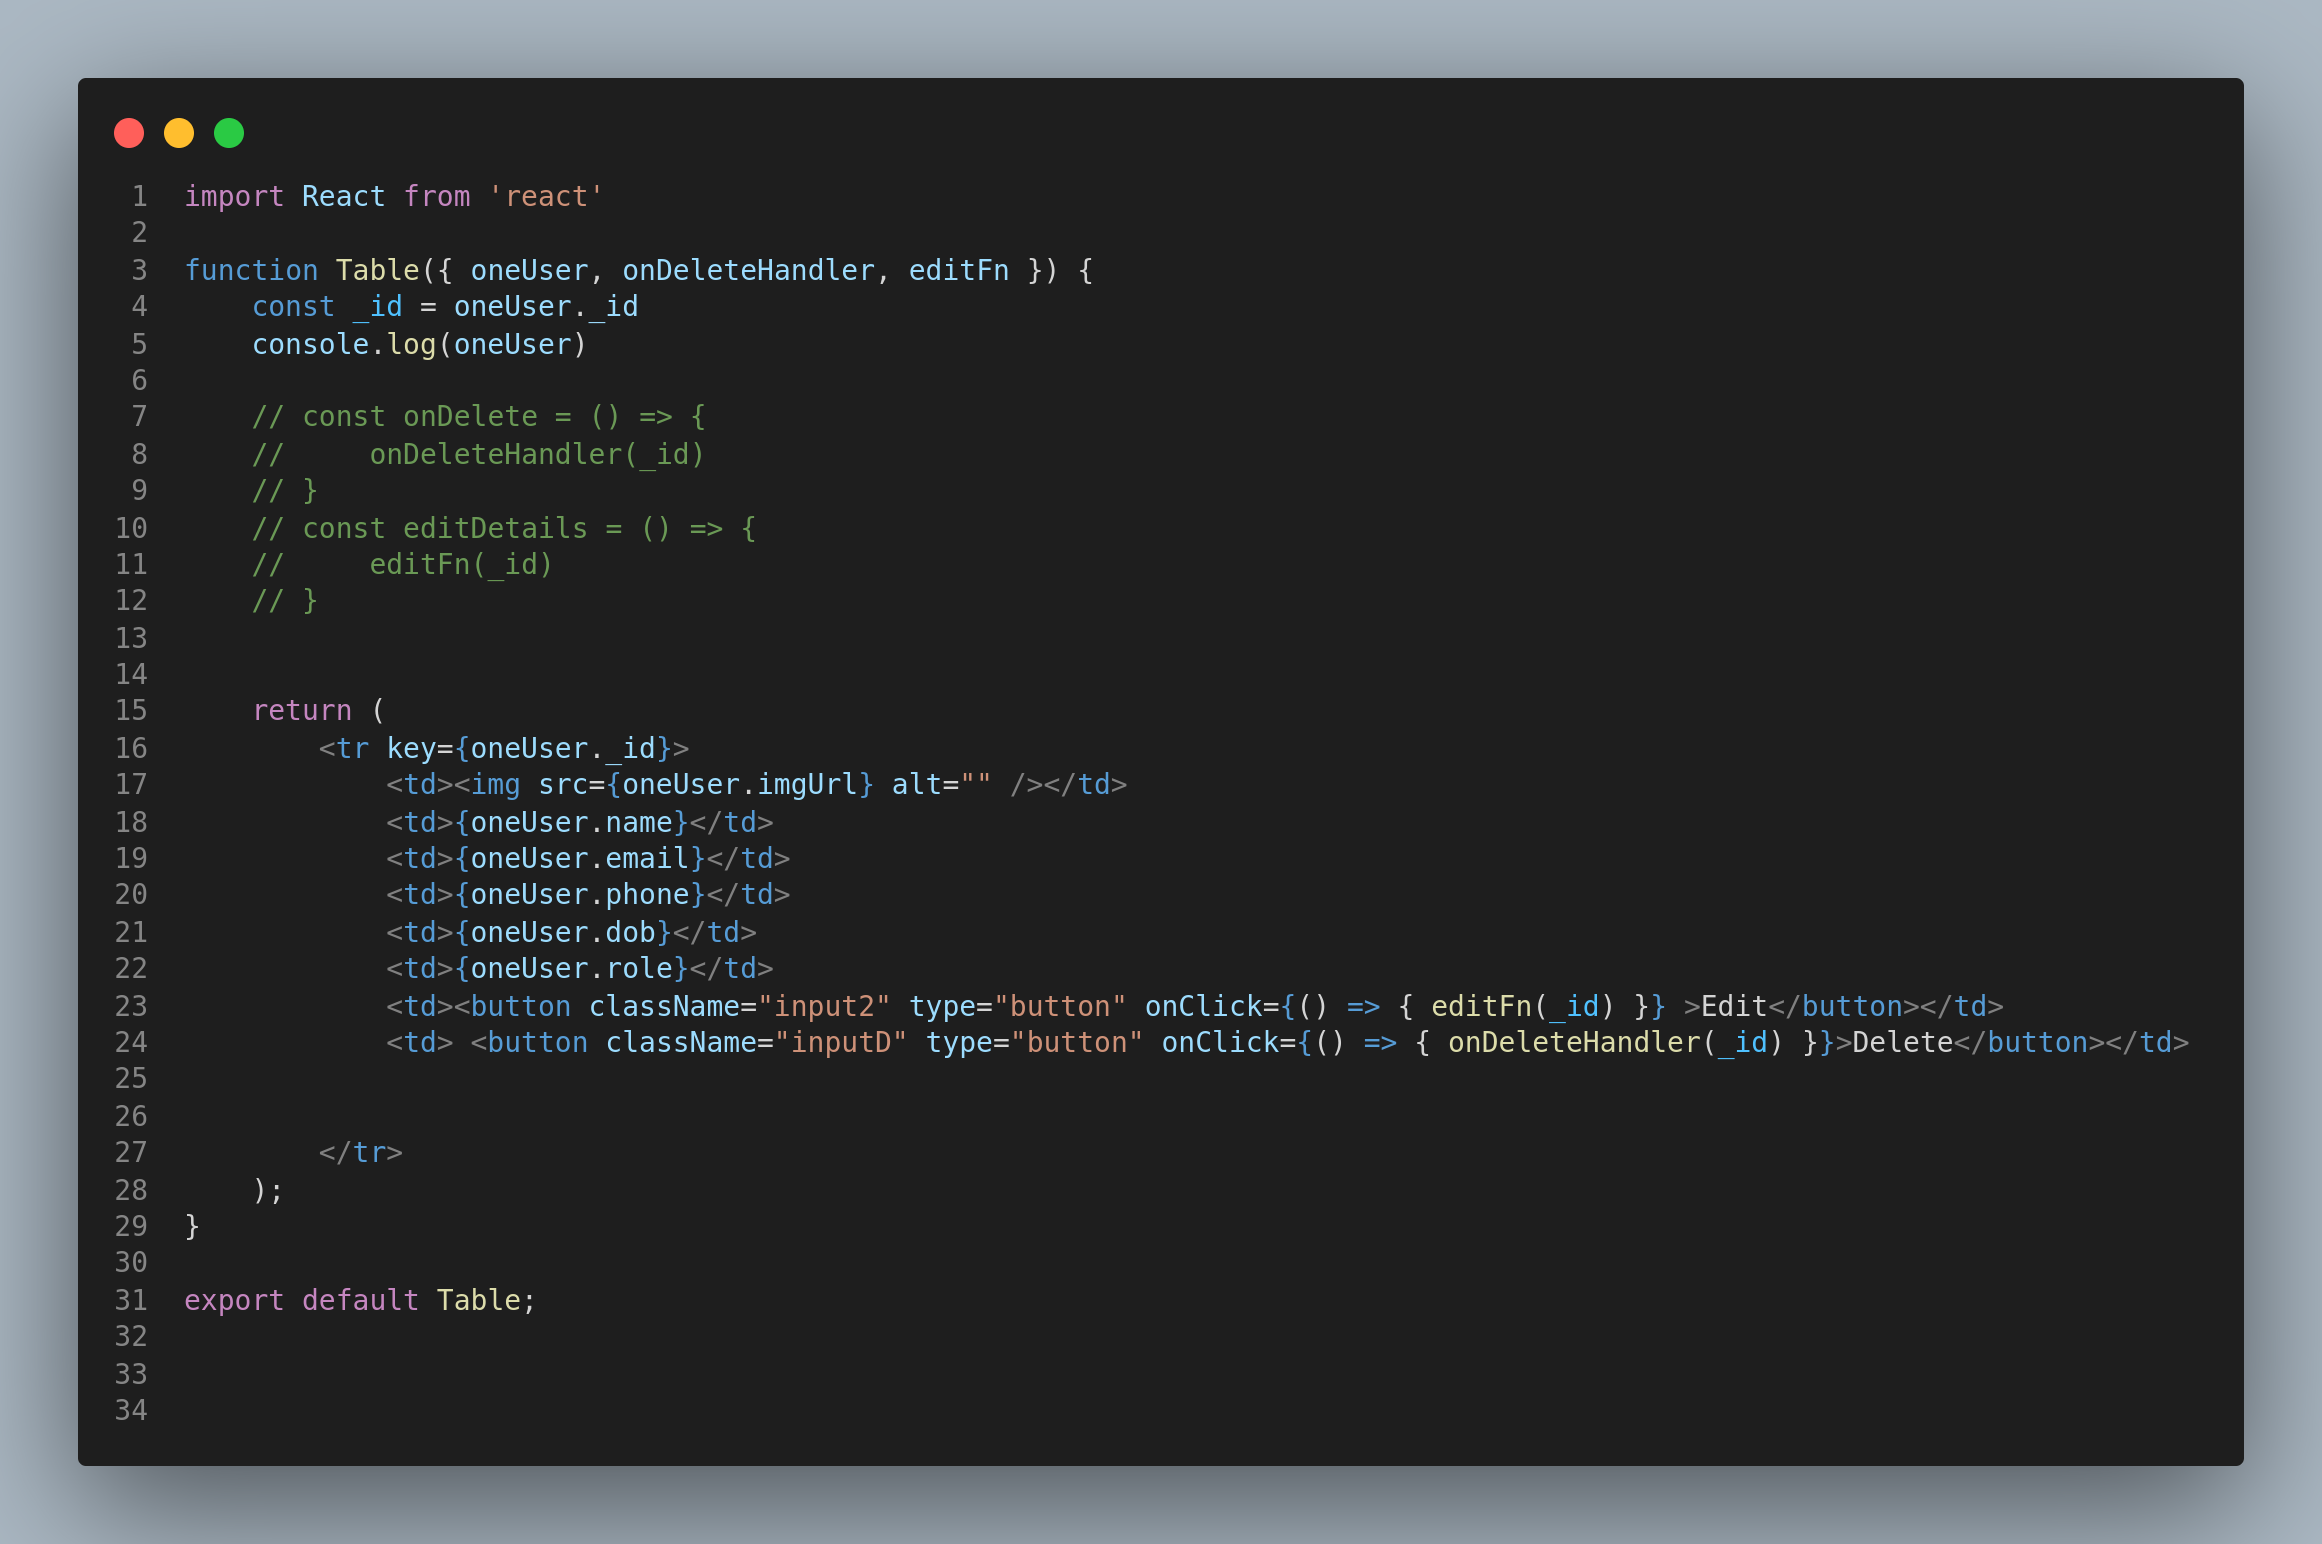 1 import React from 'react'
2
3 function Table({ oneUser, onDeleteHandler, editFn }) {
4     const _id = oneUser._id
5     console.log(oneUser)
6
7     // const onDelete = () => {
8     //     onDeleteHandler(_id)
9     // }
10     // const editDetails = () => {
11     //     editFn(_id)
12     // }
13
14
15     return (
16         <tr key={oneUser._id}>
17             <td><img src={oneUser.imgUrl} alt="" /></td>
18             <td>{oneUser.name}</td>
19             <td>{oneUser.email}</td>
20             <td>{oneUser.phone}</td>
21             <td>{oneUser.dob}</td>
22             <td>{oneUser.role}</td>
23             <td><button className="input2" type="button" onClick={() => { editFn(_id) }} >Edit</button></td>
24             <td> <button className="inputD" type="button" onClick={() => { onDeleteHandler(_id) }}>Delete</button></td>
25
26
27         </tr>
28     );
29 }
30
31 export default Table;
32
33
34